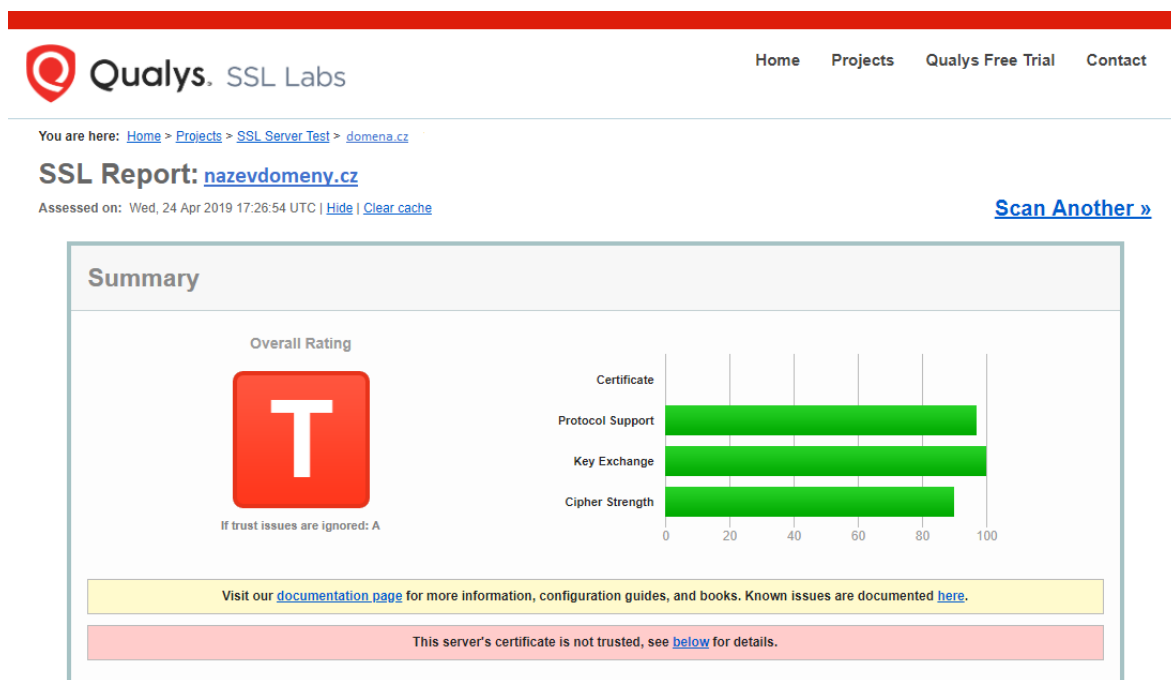 Qualys. SSL Labs
Home Projects Qualys Free Trial Contact
You are here: Home > Projects > SSL Server Test > domena.cz
SSL Report: nazevdomeny.cz
Assessed on: Wed, 24 Apr 2019 17:26:54 UTC | Hide | Clear cache
Scan Another »
Summary
Overall Rating
T
If trust issues are ignored: A
Certificate
Protocol Support
Key Exchange
Cipher Strength
0 20 40 60 80 100
Visit our documentation page for more information, configuration guides, and books. Known issues are documented here.
This server's certificate is not trusted, see below for details.